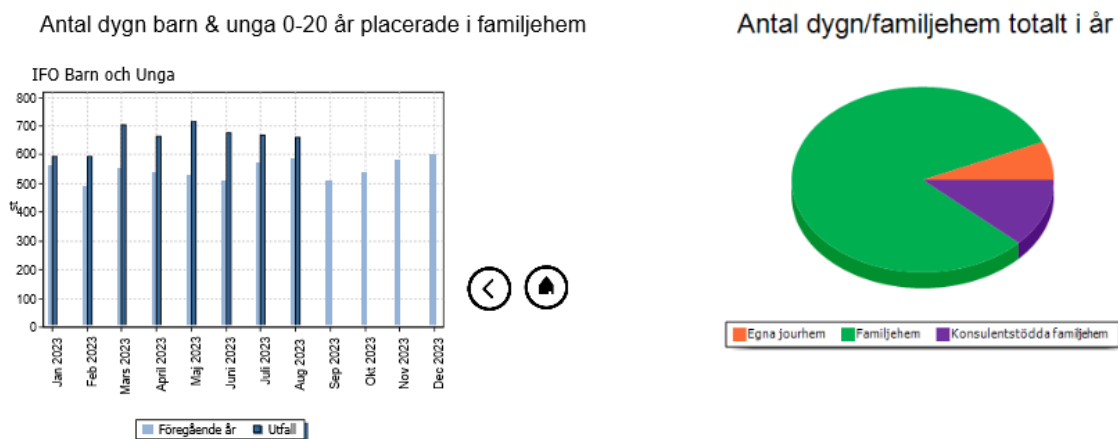 Antal dygn barn & unga 0-20 år placerade i familjehem
IFO Barn och Unga
800
700
600
500
400
300
200
100
0
st
Jan 2023
Feb 2023
Mars 2023
April 2023
Maj 2023
Juni 2023
Juli 2023
Aug 2023
Sep 2023
Okt 2023
Nov 2023
Dec 2023
Föregående år
Utfall
Antal dygn/familjehem totalt i år
Egna jourhem
Familjehem
Konsulentstödda familjehem